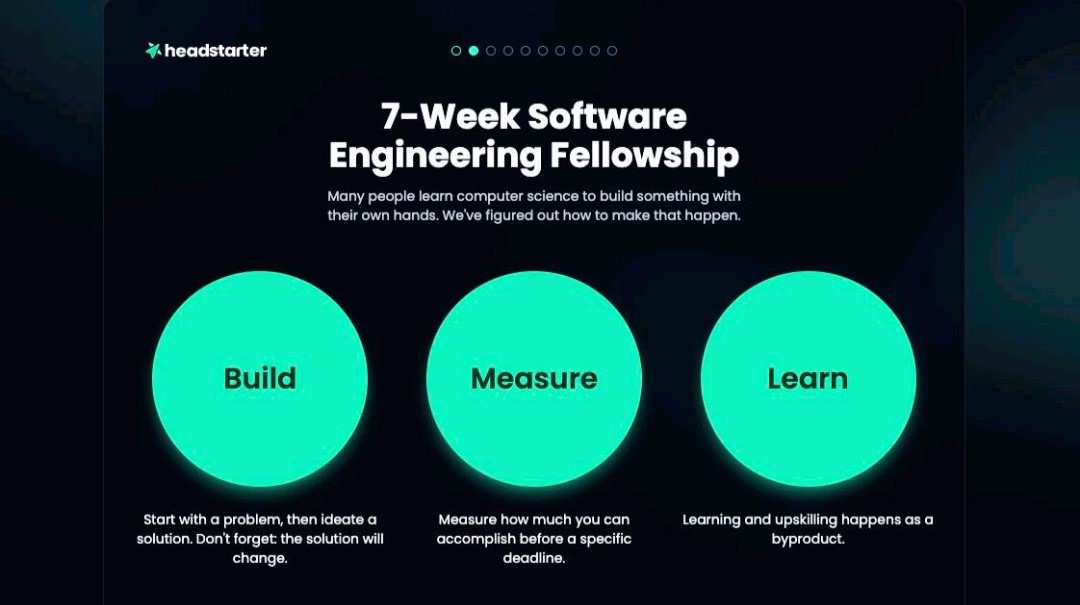 headstarter
7-Week Software
Engineering Fellowship
Many people learn computer science to build something with
their own hands. We've figured out how to make that happen.
Build
Measure
Learn
Start with a problem, then ideate a
solution. Don't forget: the solution will
change.
Measure how much you can
accomplish before a specific
deadline.
Learning and upskilling happens as a
byproduct.